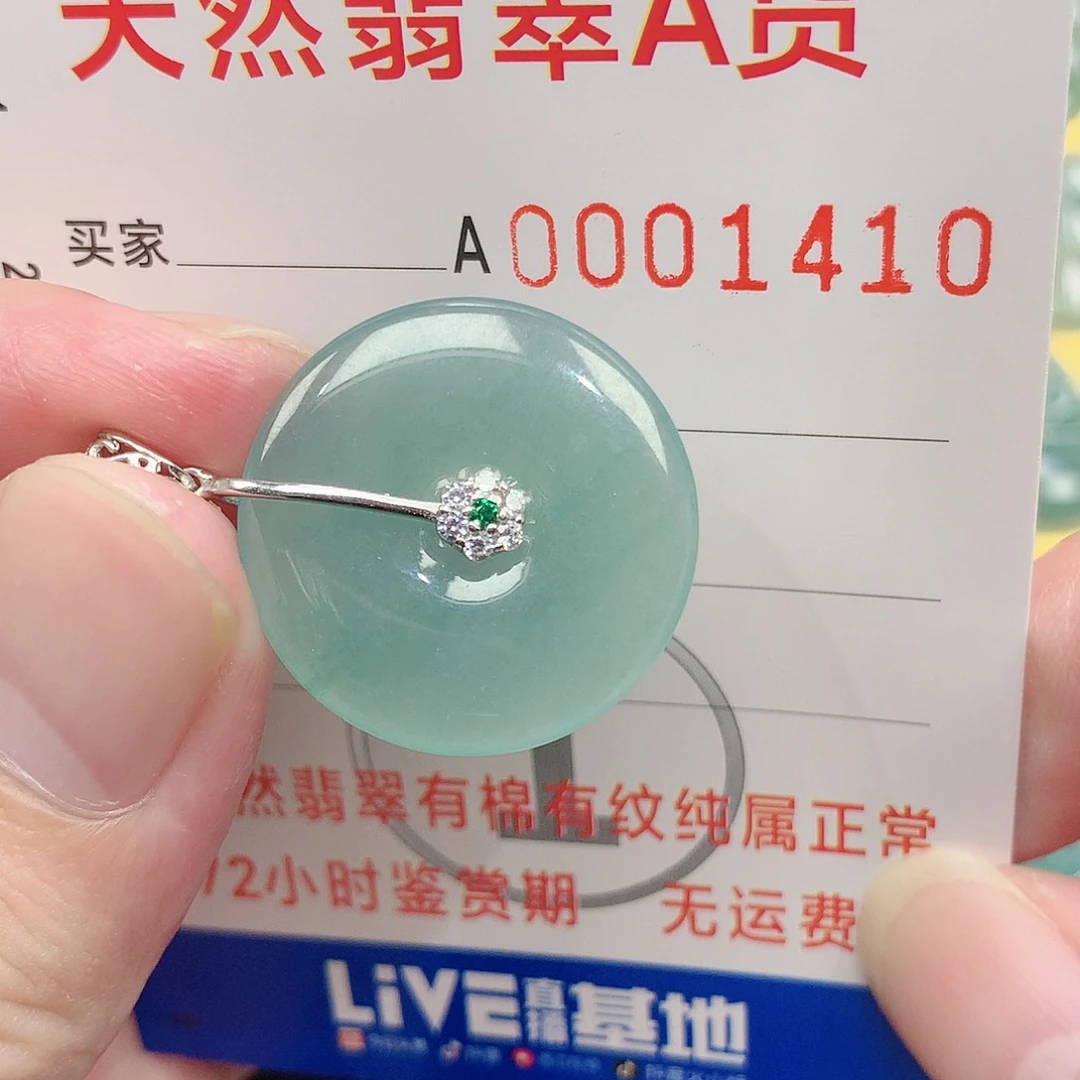 天然翡翠A货
买家 A0001410
然翡翠有棉有纹纯属正常
72小时鉴赏期 无运费
LiVE直播基地